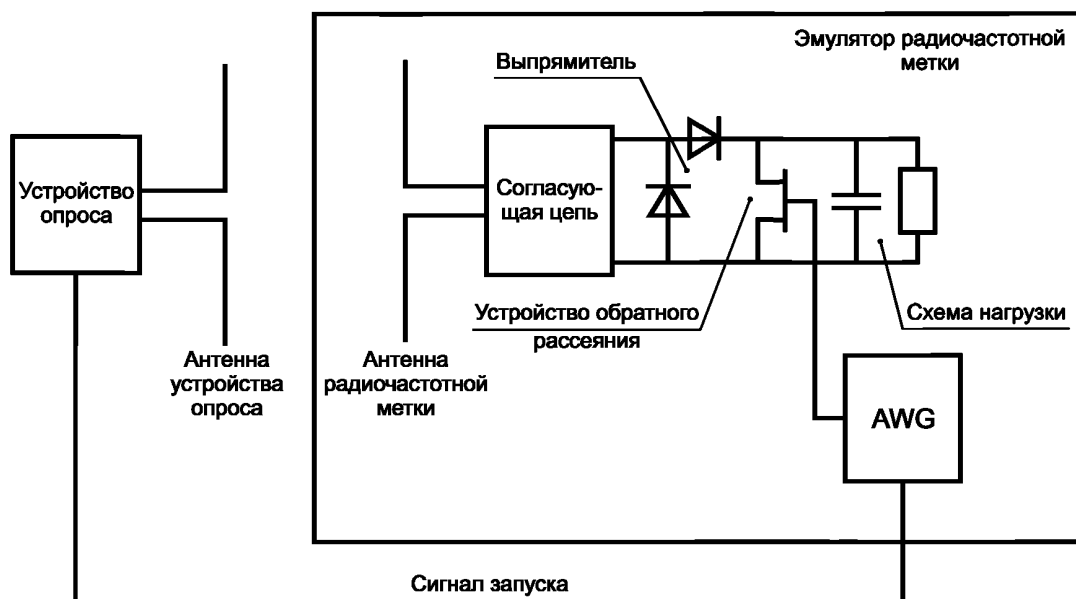 Эмулятор радиочастотной
метки
Выпрямитель
Устройство
опроса
Согласую-
щая цепь
Устройство обратного
рассеяния
Схема нагрузки
Антенна
устройства
опроса
Антенна
радиочастотной
метки
AWG
Сигнал запуска